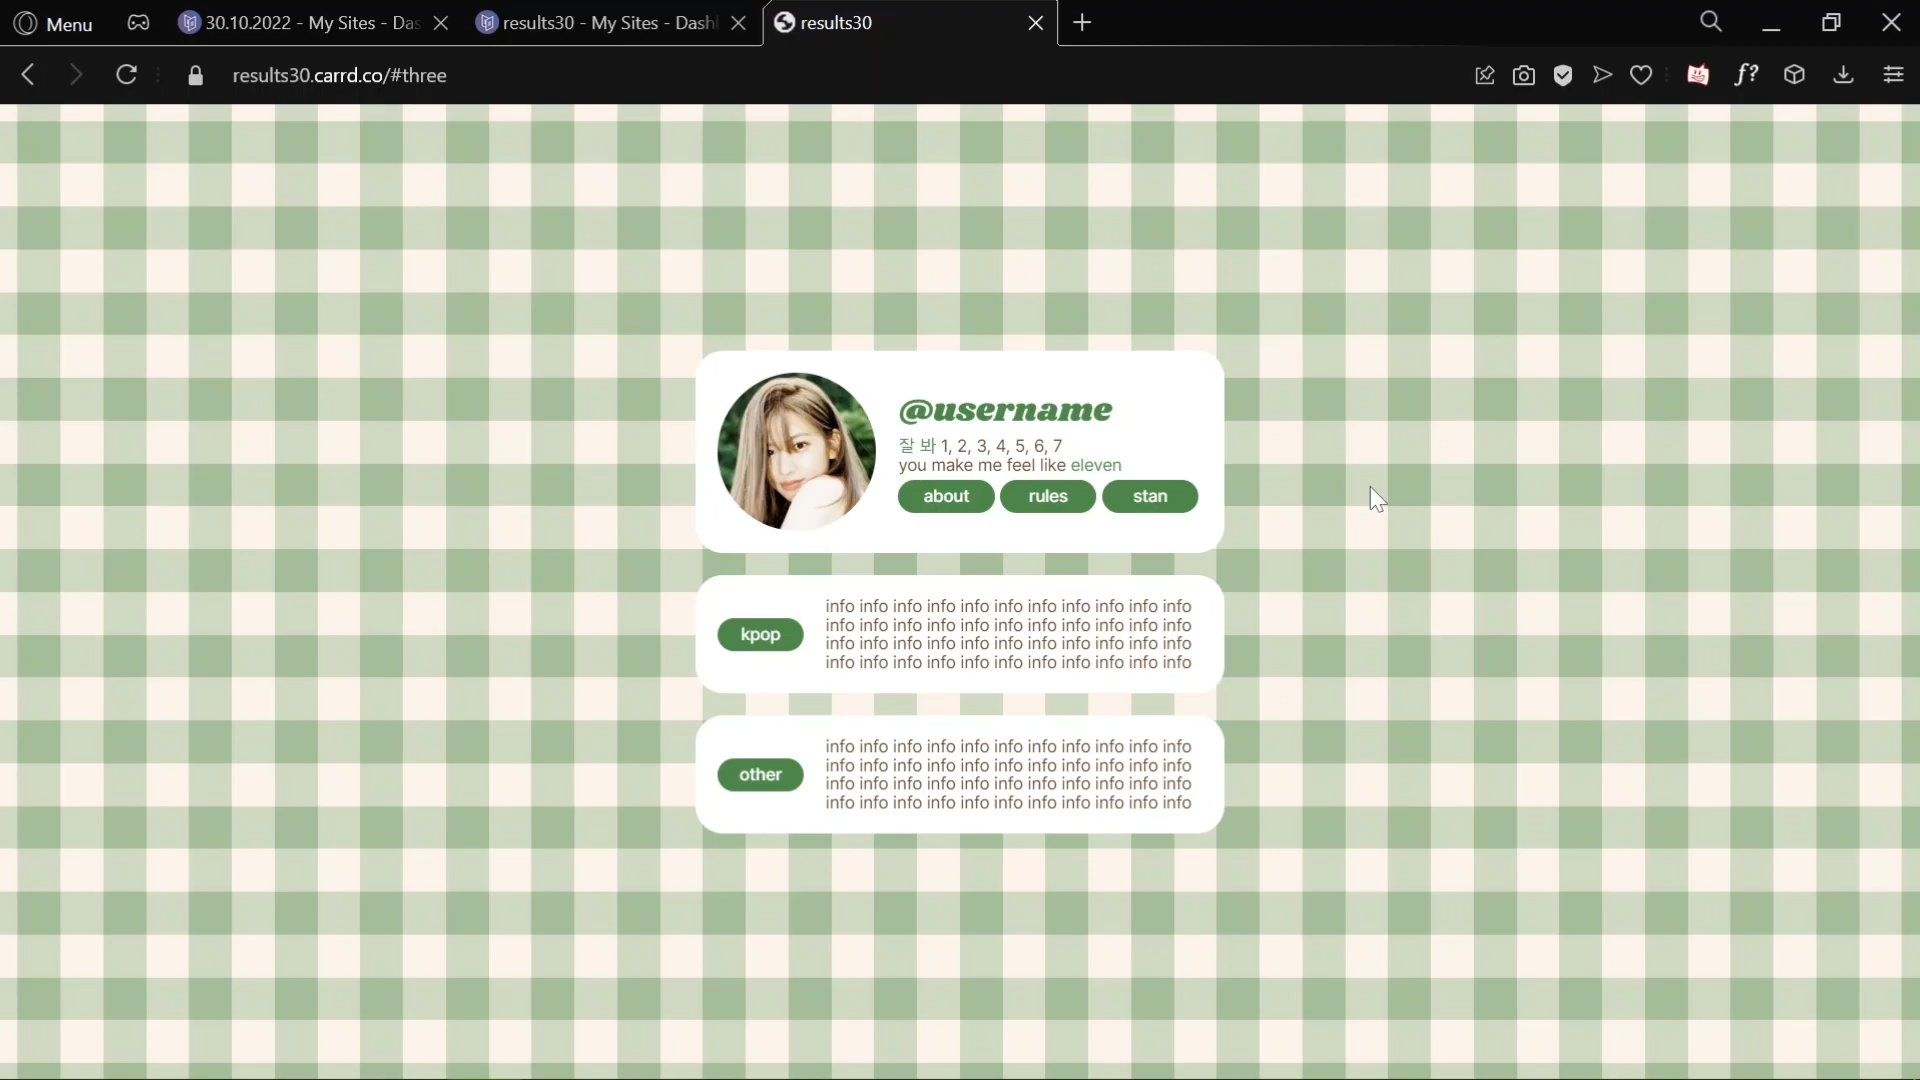 Menu
30.10.2022 - My Sites - Das
results30 - My Sites - Dash
results30
results30.carrd.co/#three
f?
@username
잘 봐 1, 2, 3, 4, 5, 6, 7
you make me feel like eleven
about rules stan
kpop
info info info info info info info info info info info
info info info info info info info info info info info
info info info info info info info info info info info
info info info info info info info info info info info
other
info info info info info info info info info info info
info info info info info info info info info info info
info info info info info info info info info info info
info info info info info info info info info info info